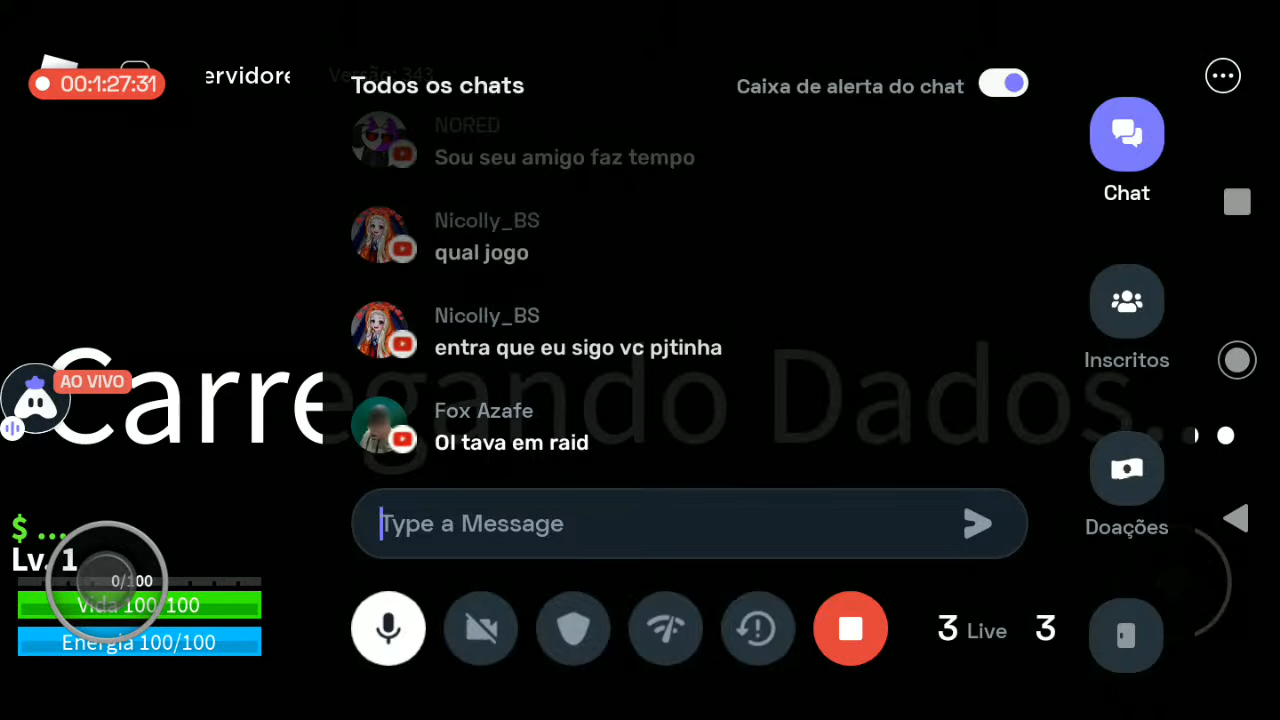 00:1:27:31
ervidore
Versão: 343
Todos os chats
Caixa de alerta do chat
NORED
Sou seu amigo faz tempo
Chat
Nicolly_BS
qual jogo
Nicolly_BS
entra que eu sigo vc pjtinha
Inscritos
AO VIVO
Carregando Dados..
Fox Azafe
OI tava em raid
Type a Message
Doações
$ ...
Lv. 1
0/100
Vida 100/100
Energia 100/100
3 Live 3